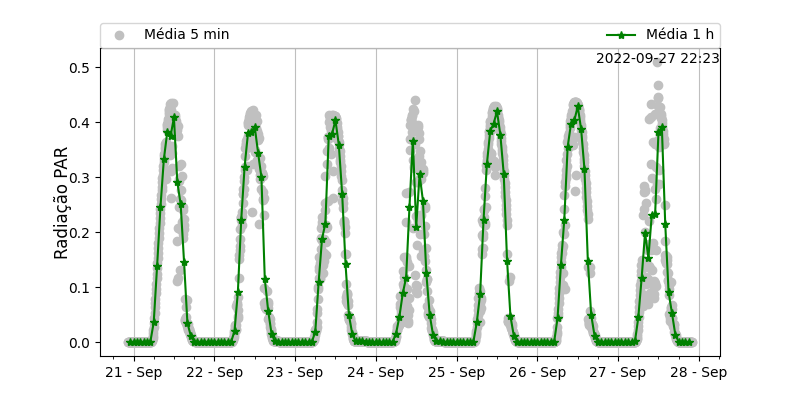 Média 5 min
Média 1 h
2022-09-27 22:23
Radiação PAR
0.5
0.4
0.3
0.2
0.1
0.0
21 - Sep
22 - Sep
23 - Sep
24 - Sep
25 - Sep
26 - Sep
27 - Sep
28 - Sep